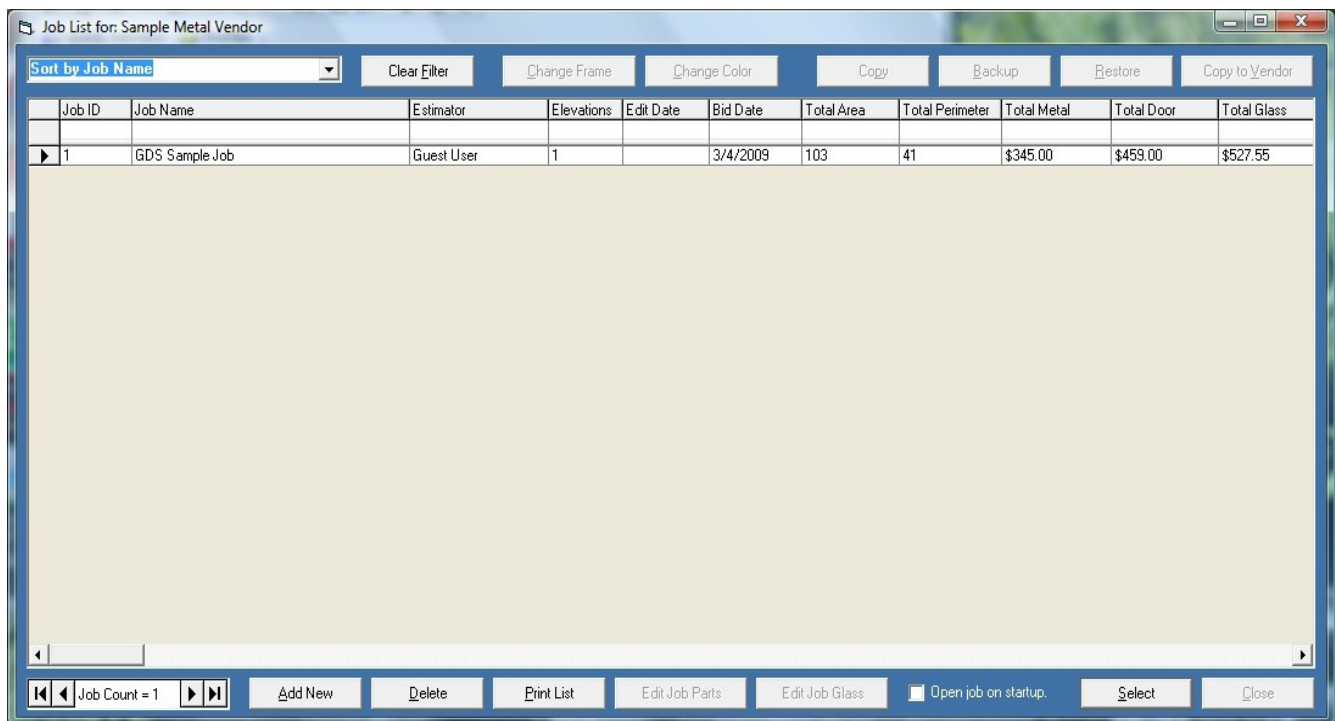 Job List for: Sample Metal Vendor
Sort by Job Name Clear Filter Change Frame Change Color Copy Backup Restore Copy to Vendor
Job ID Job Name Estimator Elevations Edit Date Bid Date Total Area Total Perimeter Total Metal Total Door Total Glass
1 GDS Sample Job Guest User 1 3/4/2009 103 41 $345.00 $459.00 $527.55
Job Count = 1 Add New Delete Print List Edit Job Parts Edit Job Glass Open job on startup. Select Close